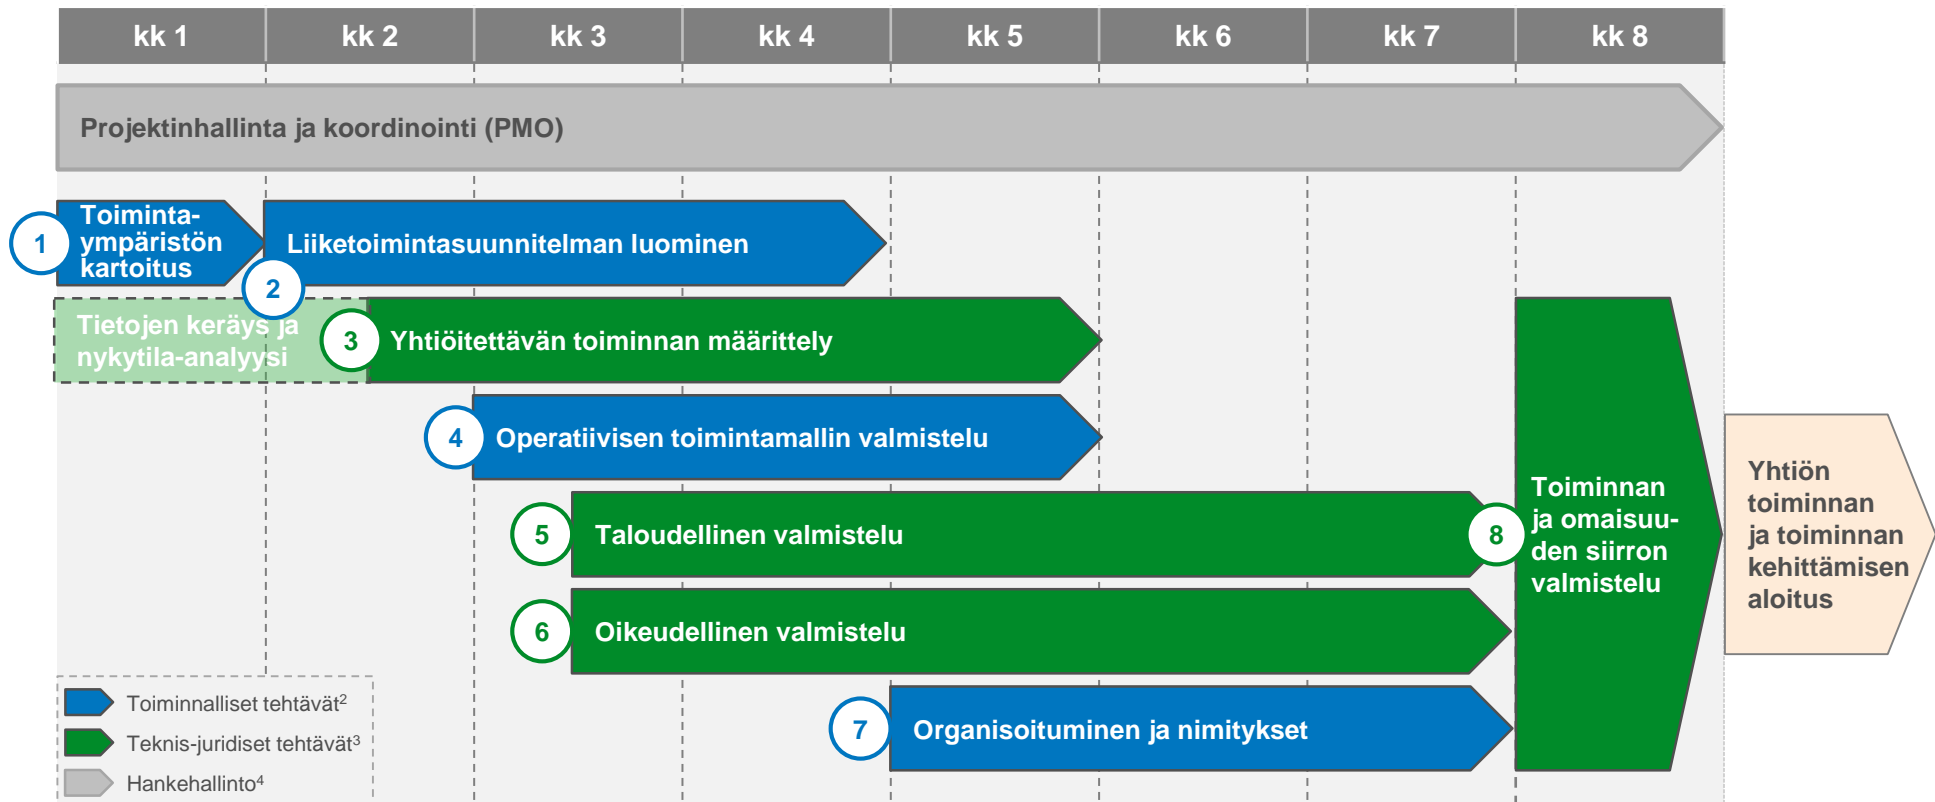 kk 1 kk 2 kk 3 kk 4 kk 5 kk 6 kk 7 kk 8
Projektinhallinta ja koordinointi (PMO)
1
Toiminta-
ympäristön
kartoitus
2
Liiketoimintasuunnitelman luominen
Tietojen keräys ja
nykytila-analyysi
3
Yhtiöitettävän toiminnan määrittely
4
Operatiivisen toimintamallin valmistelu
5
Taloudellinen valmistelu
6
Oikeudellinen valmistelu
7
Organisoituminen ja nimitykset
8
Toiminnan
ja omaisuu-
den siirron
valmistelu
Yhtiön
toiminnan
ja toiminnan
kehittämisen
aloitus
Toiminnalliset tehtävät²
Teknis-juridiset tehtävät³
Hankehallinto⁴